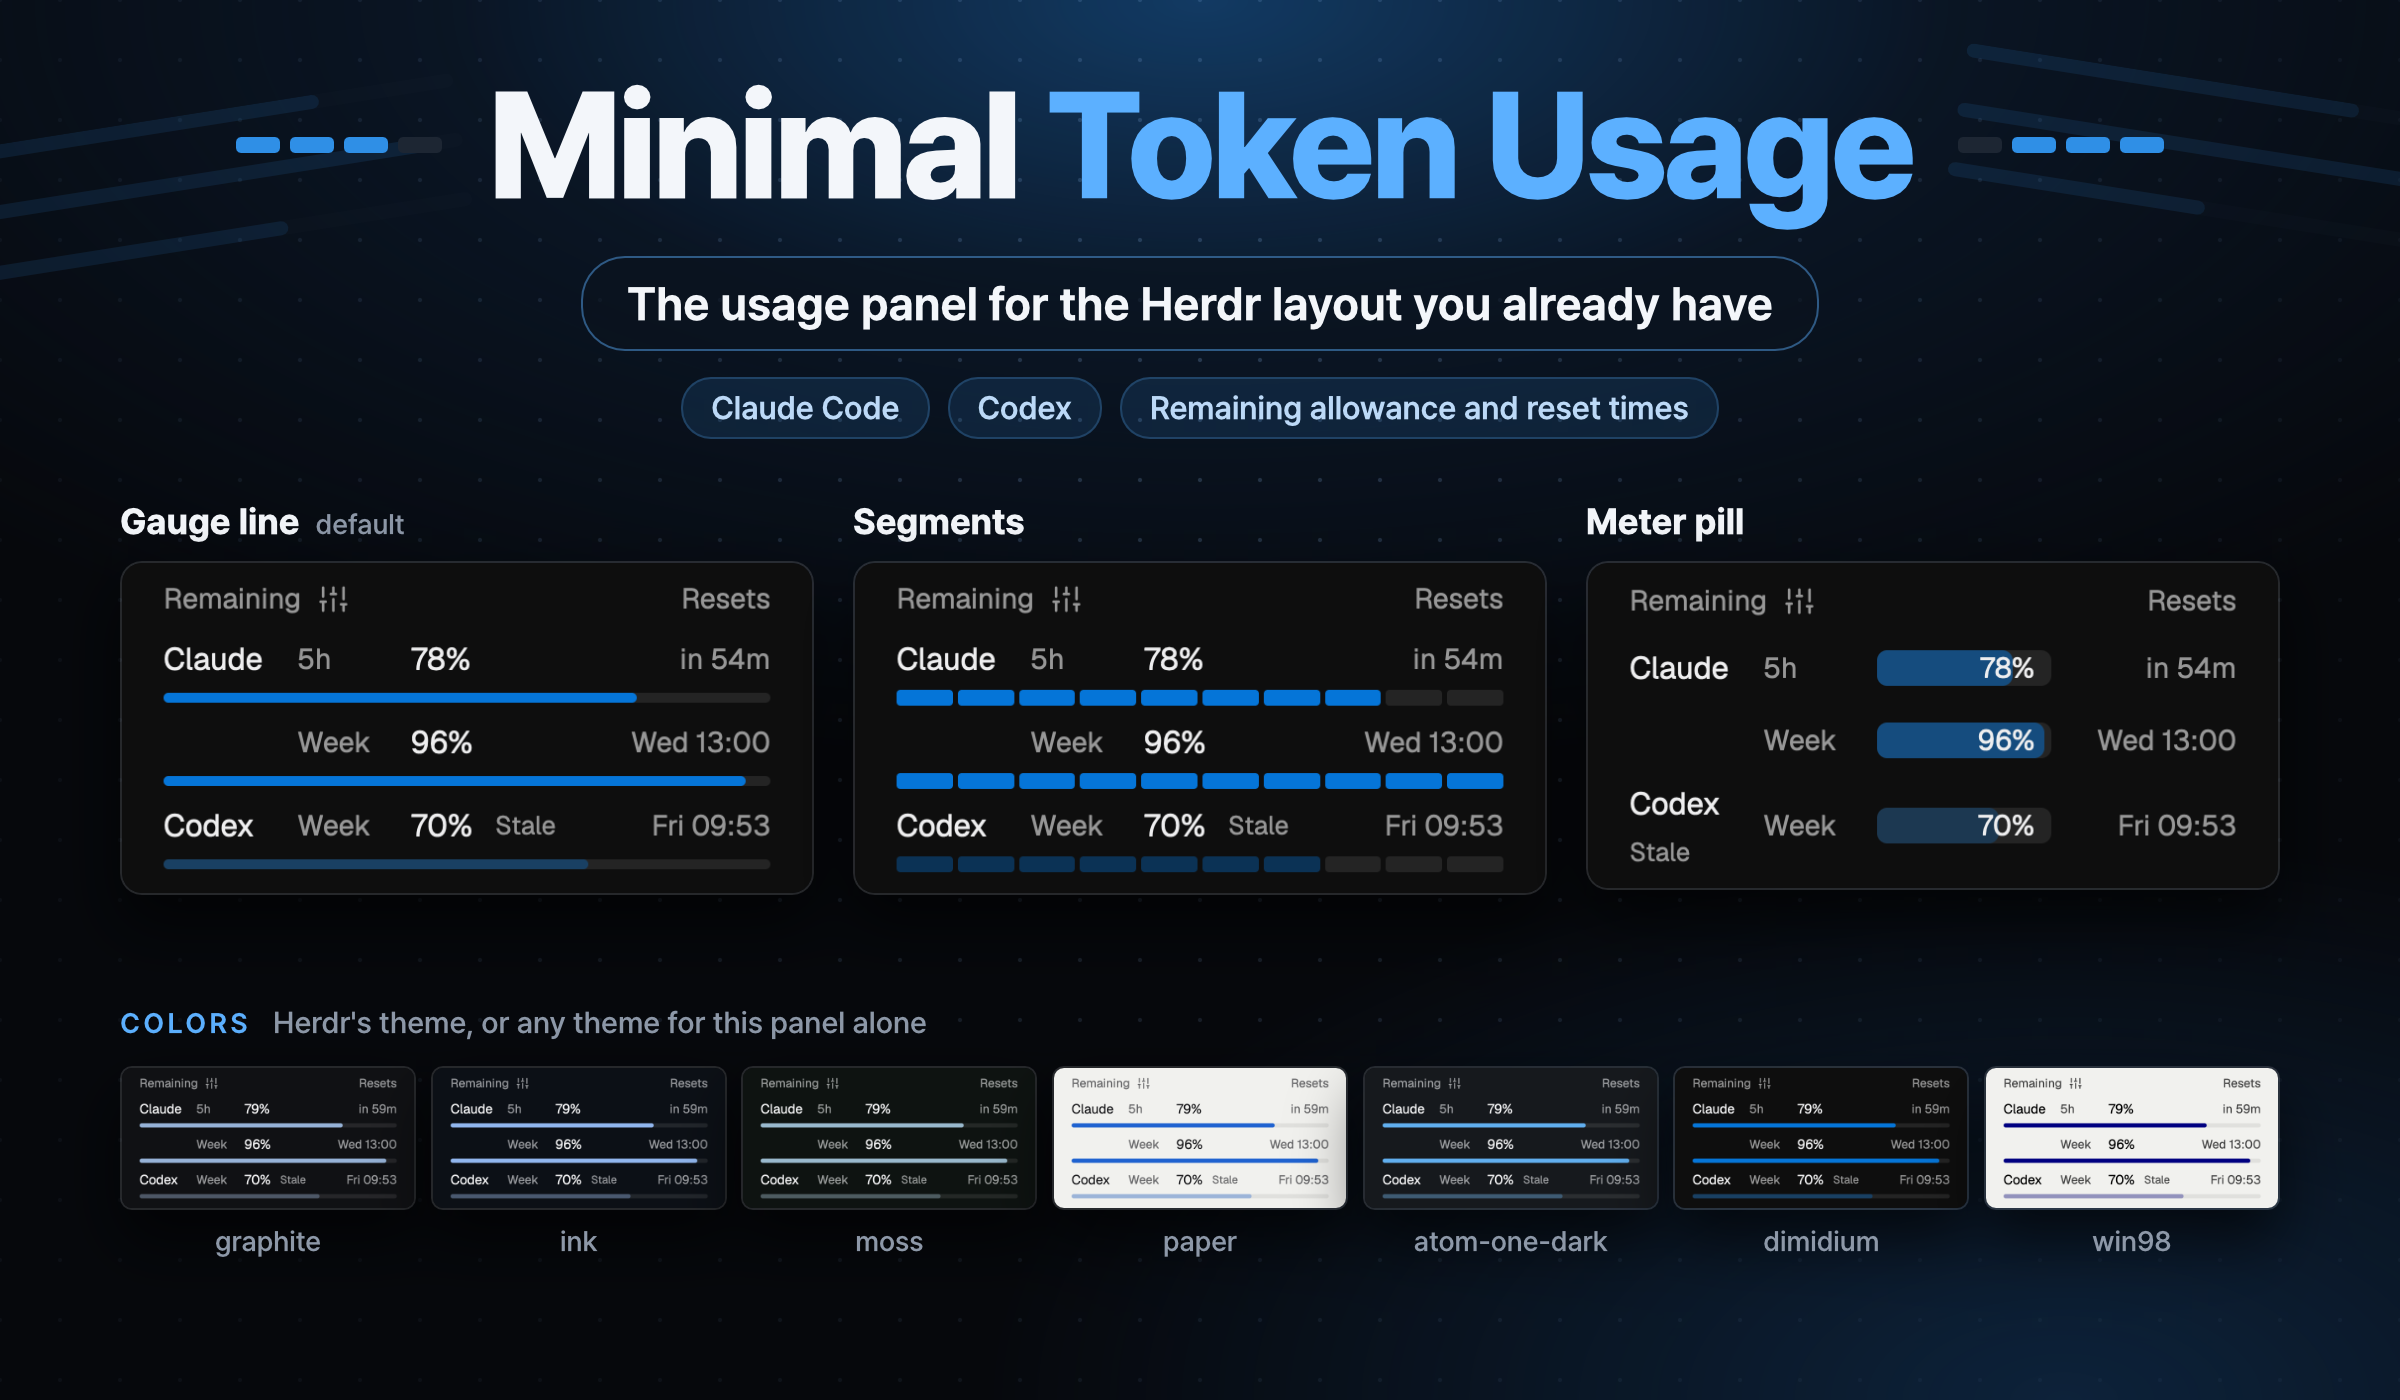 Minimal Token Usage
The usage panel for the Herdr layout you already have
Claude Code
Codex
Remaining allowance and reset times
Gauge line default
Remaining Resets
Claude 5h 78% in 54m
Week 96% Wed 13:00
Codex Week 70% Stale Fri 09:53
Segments
Remaining Resets
Claude 5h 78% in 54m
Week 96% Wed 13:00
Codex Week 70% Stale Fri 09:53
Meter pill
Remaining Resets
Claude 5h 78% in 54m
Week 96% Wed 13:00
Codex Week 70% Fri 09:53
Stale
COLORS Herdr's theme, or any theme for this panel alone
Remaining Resets
Claude 5h 79% in 59m
Week 96% Wed 13:00
Codex Week 70% Stale Fri 09:53
graphite
Remaining Resets
Claude 5h 79% in 59m
Week 96% Wed 13:00
Codex Week 70% Stale Fri 09:53
ink
Remaining Resets
Claude 5h 79% in 59m
Week 96% Wed 13:00
Codex Week 70% Stale Fri 09:53
moss
Remaining Resets
Claude 5h 79% in 59m
Week 96% Wed 13:00
Codex Week 70% Stale Fri 09:53
paper
Remaining Resets
Claude 5h 79% in 59m
Week 96% Wed 13:00
Codex Week 70% Stale Fri 09:53
atom-one-dark
Remaining Resets
Claude 5h 79% in 59m
Week 96% Wed 13:00
Codex Week 70% Stale Fri 09:53
dimidium
Remaining Resets
Claude 5h 79% in 59m
Week 96% Wed 13:00
Codex Week 70% Stale Fri 09:53
win98